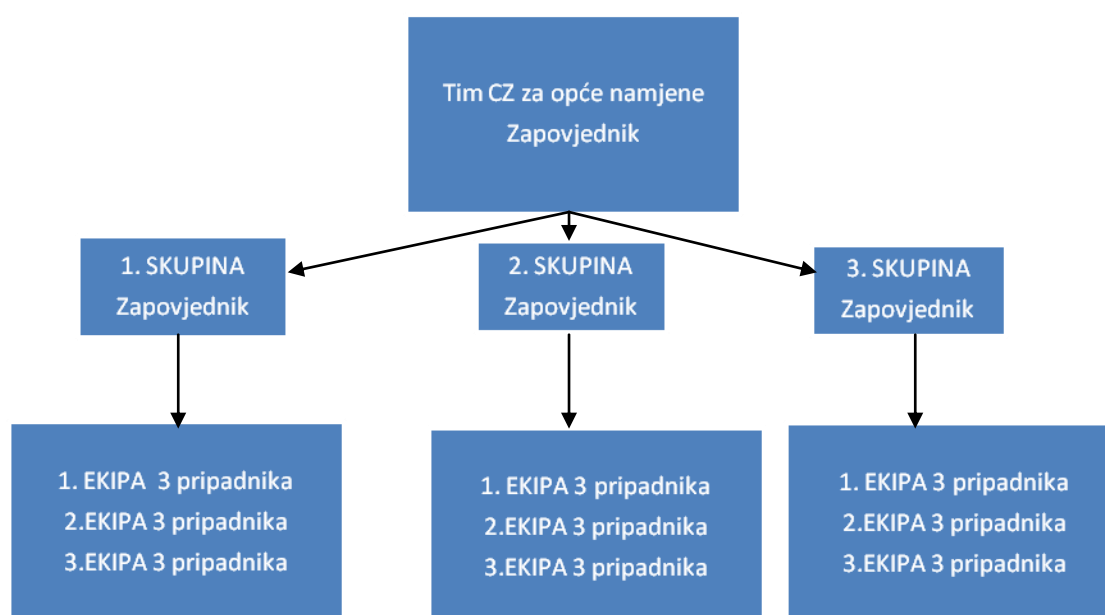 Tim CZ za opće namjene
Zapovjednik
1. SKUPINA
Zapovjednik
2. SKUPINA
Zapovjednik
3. SKUPINA
Zapovjednik
1. EKIPA  3 pripadnika
2.EKIPA 3 pripadnika
3.EKIPA 3 pripadnika
1. EKIPA 3 pripadnika
2.EKIPA 3 pripadnika
3.EKIPA 3 pripadnika
1. EKIPA 3 pripadnika
2.EKIPA 3 pripadnika
3.EKIPA 3 pripadnika